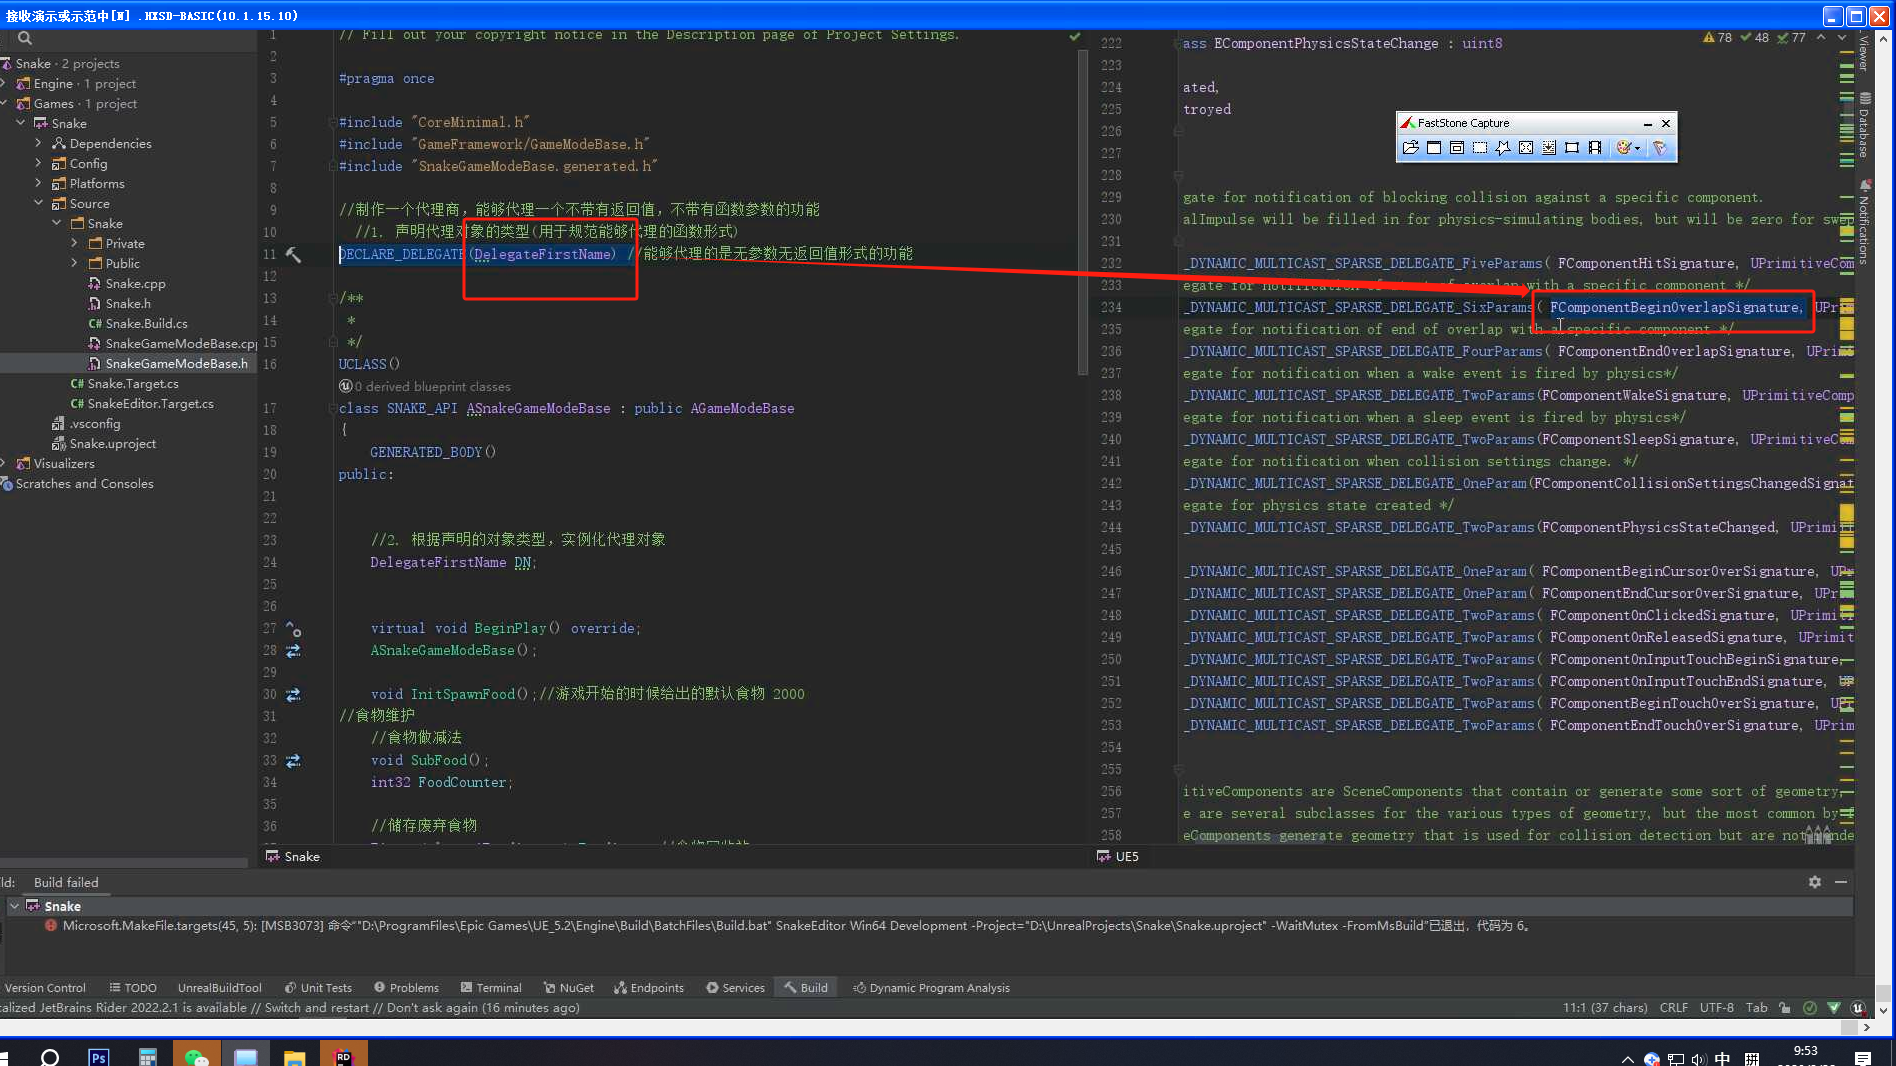 接收演示或示范中[N] .HXSD-BASIC(10.1.15.10)
Snake · 2 projects
Engine · 1 project
Games · 1 project
Snake
Dependencies
Config
Platforms
Source
Snake
Private
Public
Snake.cpp
Snake.h
C# Snake.Build.cs
SnakeGameModeBase.cpp
SnakeGameModeBase.h
C# Snake.Target.cs
C# SnakeEditor.Target.cs
.vsconfig
Snake.uproject
Visualizers
Scratches and Consoles
1 // Fill out your copyright notice in the Description page of Project Settings.
2
3 #pragma once
4
5 #include "CoreMinimal.h"
6 #include "GameFramework/GameModeBase.h"
7 #include "SnakeGameModeBase.generated.h"
8
9 //制作一个代理商，能够代理一个不带有返回值，不带有函数参数的功能
10 //1. 声明代理对象的类型(用于规范能够代理的函数形式)
11 DECLARE_DELEGATE(DelegateFirstName) //能够代理的是无参数无返回值形式的功能
12
13 /**
14 *
15 */
16 UCLASS()
0 derived blueprint classes
17 class SNAKE_API ASnakeGameModeBase : public AGameModeBase
18 {
19 GENERATED_BODY()
20 public:
21
22
23 //2. 根据声明的对象类型，实例化代理对象
24 DelegateFirstName DN;
25
26
27 virtual void BeginPlay() override;
28 ASnakeGameModeBase();
29
30 void InitSpawnFood();//游戏开始的时候给出的默认食物 2000
31 //食物维护
32 //食物做减法
33 void SubFood();
34 int32 FoodCounter;
35
36 //储存废弃食物
Snake
78 48 77
222 ass EComponentPhysicsStateChange : uint8
223
224 ated,
225 troyed
226
227
228
229 gate for notification of blocking collision against a specific component.
230 alImpulse will be filled in for physics-simulating bodies, but will be zero for sw
231
232 _DYNAMIC_MULTICAST_SPARSE_DELEGATE_FiveParams( FComponentHitSignature, UPrimitiveCom
233 egate for notification of start of overlap with a specific component */
234 _DYNAMIC_MULTICAST_SPARSE_DELEGATE_SixParams( FComponentBeginOverlapSignature, UPri
235 egate for notification of end of overlap with a specific component */
236 _DYNAMIC_MULTICAST_SPARSE_DELEGATE_FourParams( FComponentEndOverlapSignature, UPrim
237 egate for notification when a wake event is fired by physics*/
238 _DYNAMIC_MULTICAST_SPARSE_DELEGATE_TwoParams(FComponentWakeSignature, UPrimitiveComp
239 egate for notification when a sleep event is fired by physics*/
240 _DYNAMIC_MULTICAST_SPARSE_DELEGATE_TwoParams(FComponentSleepSignature, UPrimitiveCom
241 egate for notification when collision settings change. */
242 _DYNAMIC_MULTICAST_SPARSE_DELEGATE_OneParam(FComponentCollisionSettingsChangedSignat
243 egate for physics state created */
244 _DYNAMIC_MULTICAST_SPARSE_DELEGATE_TwoParams(FComponentPhysicsStateChanged, UPrimiti
245
246 _DYNAMIC_MULTICAST_SPARSE_DELEGATE_OneParam( FComponentBeginCursorOverSignature, UPr
247 _DYNAMIC_MULTICAST_SPARSE_DELEGATE_OneParam( FComponentEndCursorOverSignature, UPr
248 _DYNAMIC_MULTICAST_SPARSE_DELEGATE_TwoParams( FComponentOnClickedSignature, UPrimiti
249 _DYNAMIC_MULTICAST_SPARSE_DELEGATE_TwoParams( FComponentOnReleasedSignature, UPrimit
250 _DYNAMIC_MULTICAST_SPARSE_DELEGATE_TwoParams( FComponentOnInputTouchBeginSignature,
251 _DYNAMIC_MULTICAST_SPARSE_DELEGATE_TwoParams( FComponentOnInputTouchEndSignature, UP
252 _DYNAMIC_MULTICAST_SPARSE_DELEGATE_TwoParams( FComponentBeginTouchOverSignature, UPr
253 _DYNAMIC_MULTICAST_SPARSE_DELEGATE_TwoParams( FComponentEndTouchOverSignature, UPrim
254
255
256 itiveComponents are SceneComponents that contain or generate some sort of geometry,
257 e are several subclasses for the various types of geometry, but the most common by f
258 eComponents generate geometry that is used for collision detection but are not
UE5
FastStone Capture
Viewer
Database
Notifications
ld: Build failed
Snake
Microsoft.MakeFile.targets(45, 5): [MSB3073] 命令""D:\ProgramFiles\Epic Games\UE_5.2\Engine\Build\BatchFiles\Build.bat" SnakeEditor Win64 Development -Project="D:\UnrealProjects\Snake\Snake.uproject" -WaitMutex -FromMsBuild"已退出，代码为 6。
Version Control TODO UnrealBuildTool Unit Tests Problems Terminal NuGet Endpoints Services Build Dynamic Program Analysis
calized JetBrains Rider 2022.2.1 is available // Switch and restart // Don't ask again (16 minutes ago)
11:1 (37 chars) CRLF UTF-8 Tab
Ps
RD
中
拼
9:53